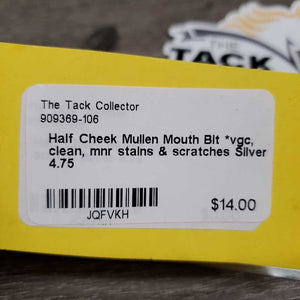 THE
TACK
The Tack Collector
909369-106
Half Cheek Mullen Mouth Bit *vgc,
clean, mnr stains & scratches Silver
4.75
$14.00
JQFVKH